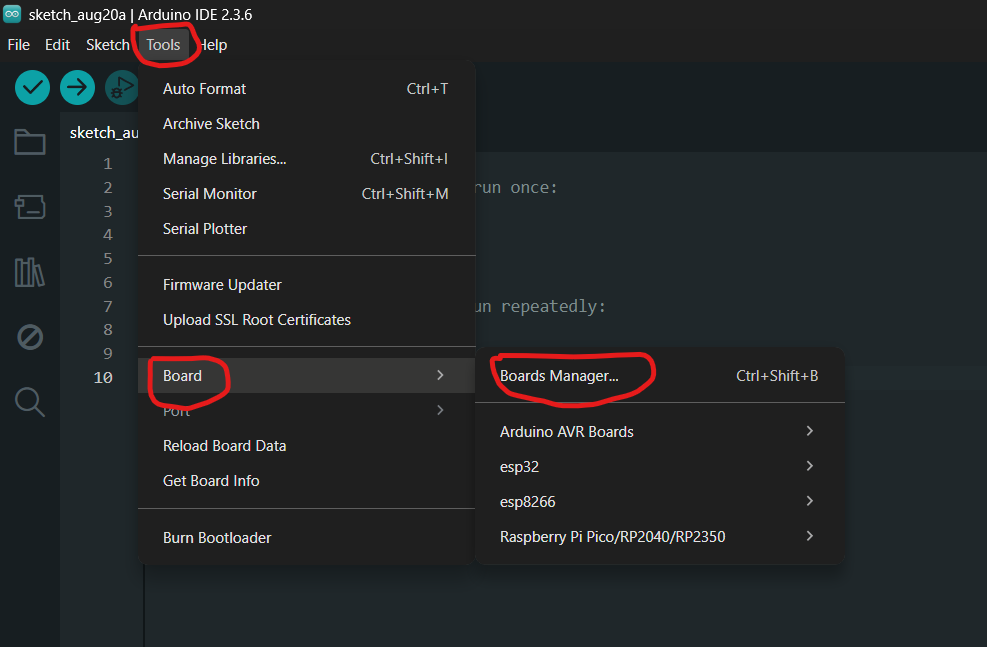 sketch_aug20a | Arduino IDE 2.3.6
File Edit Sketch Tools Help
sketch_au
1
2 run once:
3
4
5
6
7 un repeatedly:
8
9
10
Auto Format Ctrl+T
Archive Sketch
Manage Libraries... Ctrl+Shift+I
Serial Monitor Ctrl+Shift+M
Serial Plotter
Firmware Updater
Upload SSL Root Certificates
Board
Port
Reload Board Data
Get Board Info
Burn Bootloader
Boards Manager... Ctrl+Shift+B
Arduino AVR Boards
esp32
esp8266
Raspberry Pi Pico/RP2040/RP2350